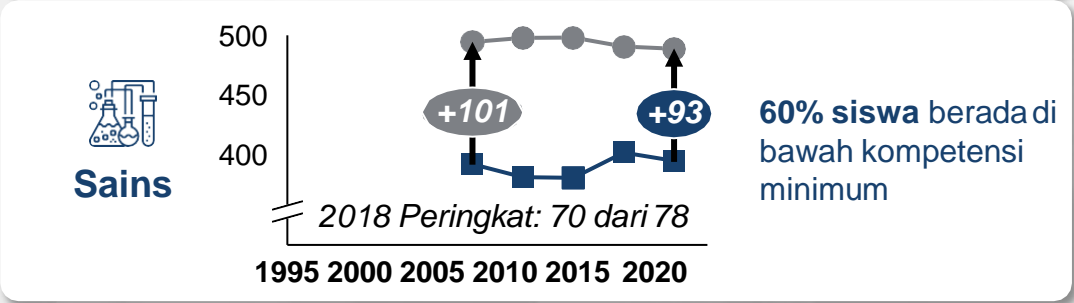 500
450
400
+101
+93
Sains
2018 Peringkat: 70 dari 78
1995 2000 2005 2010 2015 2020
60% siswa berada di
bawah kompetensi
minimum